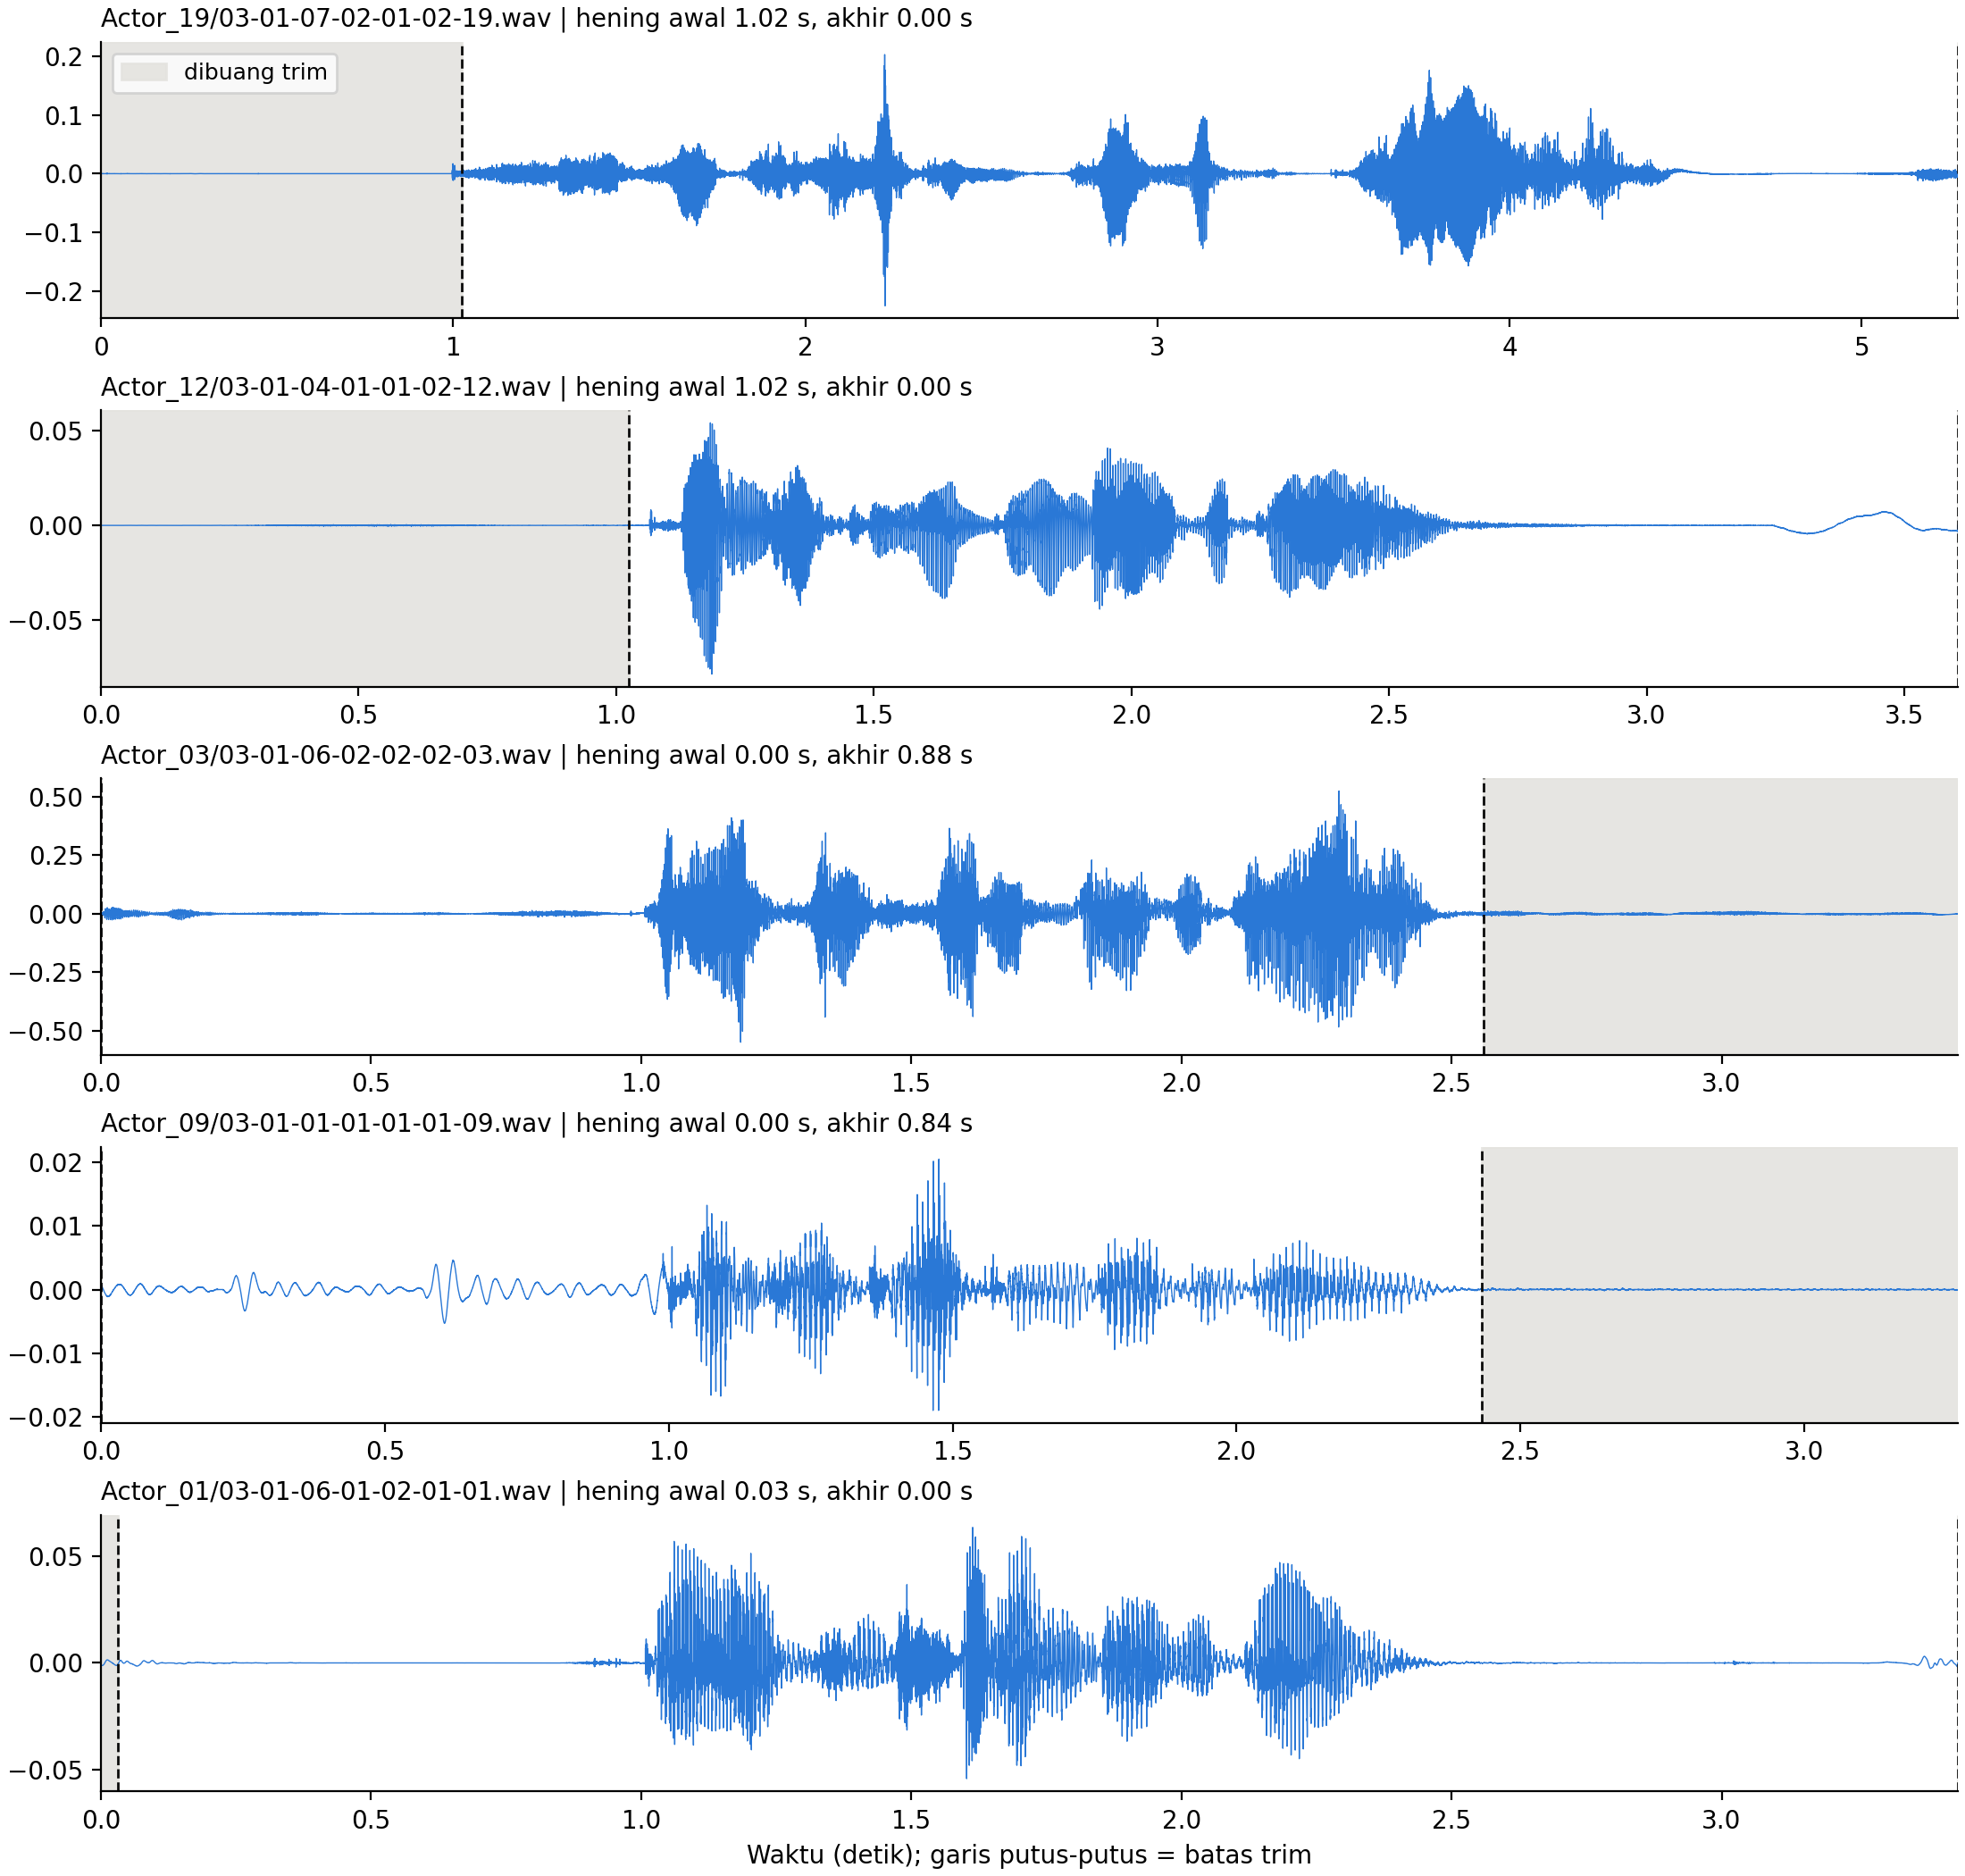 Actor_19/03-01-07-02-01-02-19.wav | hening awal 1.02 s, akhir 0.00 s
dibuang trim
0.2
0.1
0.0
−0.1
−0.2
0 1 2 3 4 5
Actor_12/03-01-04-01-01-02-12.wav | hening awal 1.02 s, akhir 0.00 s
0.05
0.00
−0.05
0.0 0.5 1.0 1.5 2.0 2.5 3.0 3.5
Actor_03/03-01-06-02-02-02-03.wav | hening awal 0.00 s, akhir 0.88 s
0.50
0.25
0.00
−0.25
−0.50
0.0 0.5 1.0 1.5 2.0 2.5 3.0
Actor_09/03-01-01-01-01-01-09.wav | hening awal 0.00 s, akhir 0.84 s
0.02
0.01
0.00
−0.01
−0.02
0.0 0.5 1.0 1.5 2.0 2.5 3.0
Actor_01/03-01-06-01-02-01-01.wav | hening awal 0.03 s, akhir 0.00 s
0.05
0.00
−0.05
0.0 0.5 1.0 1.5 2.0 2.5 3.0
Waktu (detik); garis putus-putus = batas trim